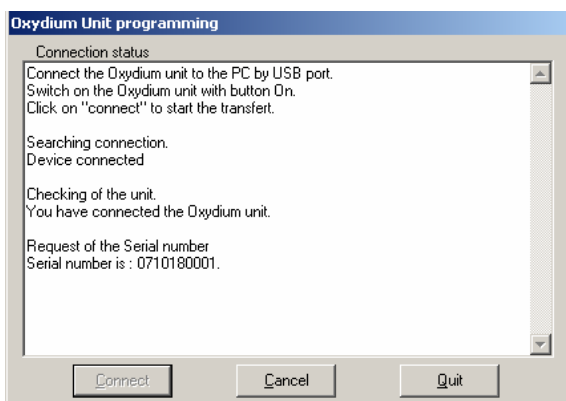 Oxydium Unit programming
Connection status
Connect the Oxydium unit to the PC by USB port.
Switch on the Oxydium unit with button On.
Click on "connect" to start the transfert.
Searching connection.
Device connected
Checking of the unit.
You have connected the Oxydium unit.
Request of the Serial number
Serial number is : 0710180001.
Connect Cancel Quit